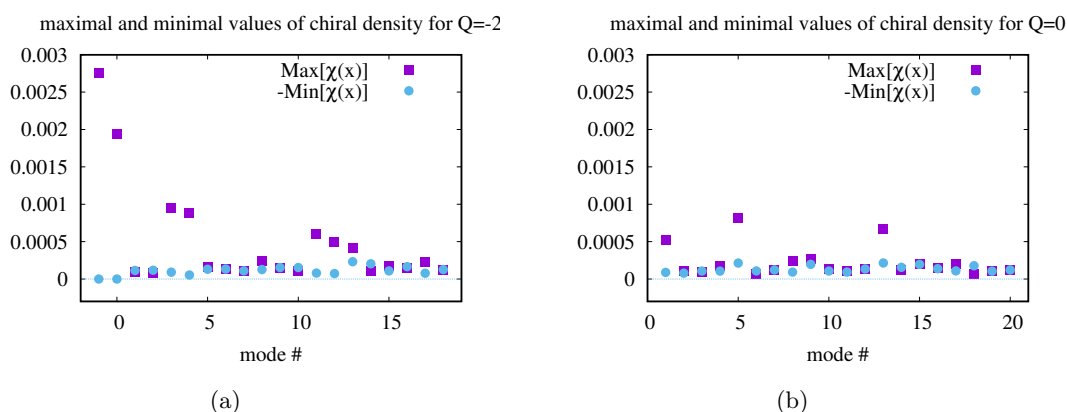 maximal and minimal values of chiral density for Q=-2
0.003
0.0025
0.002
0.0015
0.001
0.0005
0
Max[χ(x)]
-Min[χ(x)]
0 5 10 15
mode #
(a)
maximal and minimal values of chiral density for Q=0
0.003
0.0025
0.002
0.0015
0.001
0.0005
0
Max[χ(x)]
-Min[χ(x)]
0 5 10 15 20
mode #
(b)